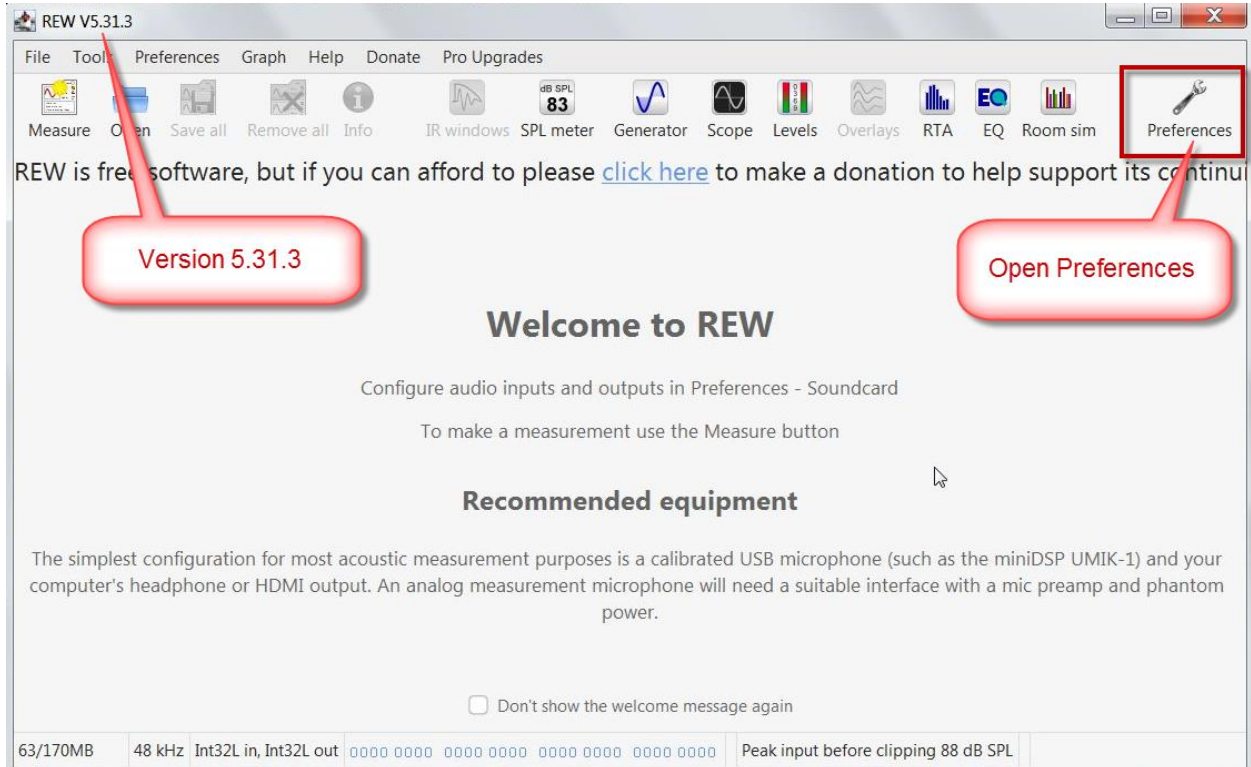 REW V5.31.3
File Tools Preferences Graph Help Donate Pro Upgrades
dB SPL
83
EQ
Measure Open Save all Remove all Info IR windows SPL meter Generator Scope Levels Overlays RTA EQ Room sim Preferences
REW is free software, but if you can afford to please click here to make a donation to help support its continui
Version 5.31.3
Open Preferences
Welcome to REW
Configure audio inputs and outputs in Preferences - Soundcard
To make a measurement use the Measure button
Recommended equipment
The simplest configuration for most acoustic measurement purposes is a calibrated USB microphone (such as the miniDSP UMIK-1) and your
computer's headphone or HDMI output. An analog measurement microphone will need a suitable interface with a mic preamp and phantom
power.
Don't show the welcome message again
63/170MB 48 kHz Int32L in, Int32L out 0000 0000 0000 0000 0000 0000 0000 0000 Peak input before clipping 88 dB SPL